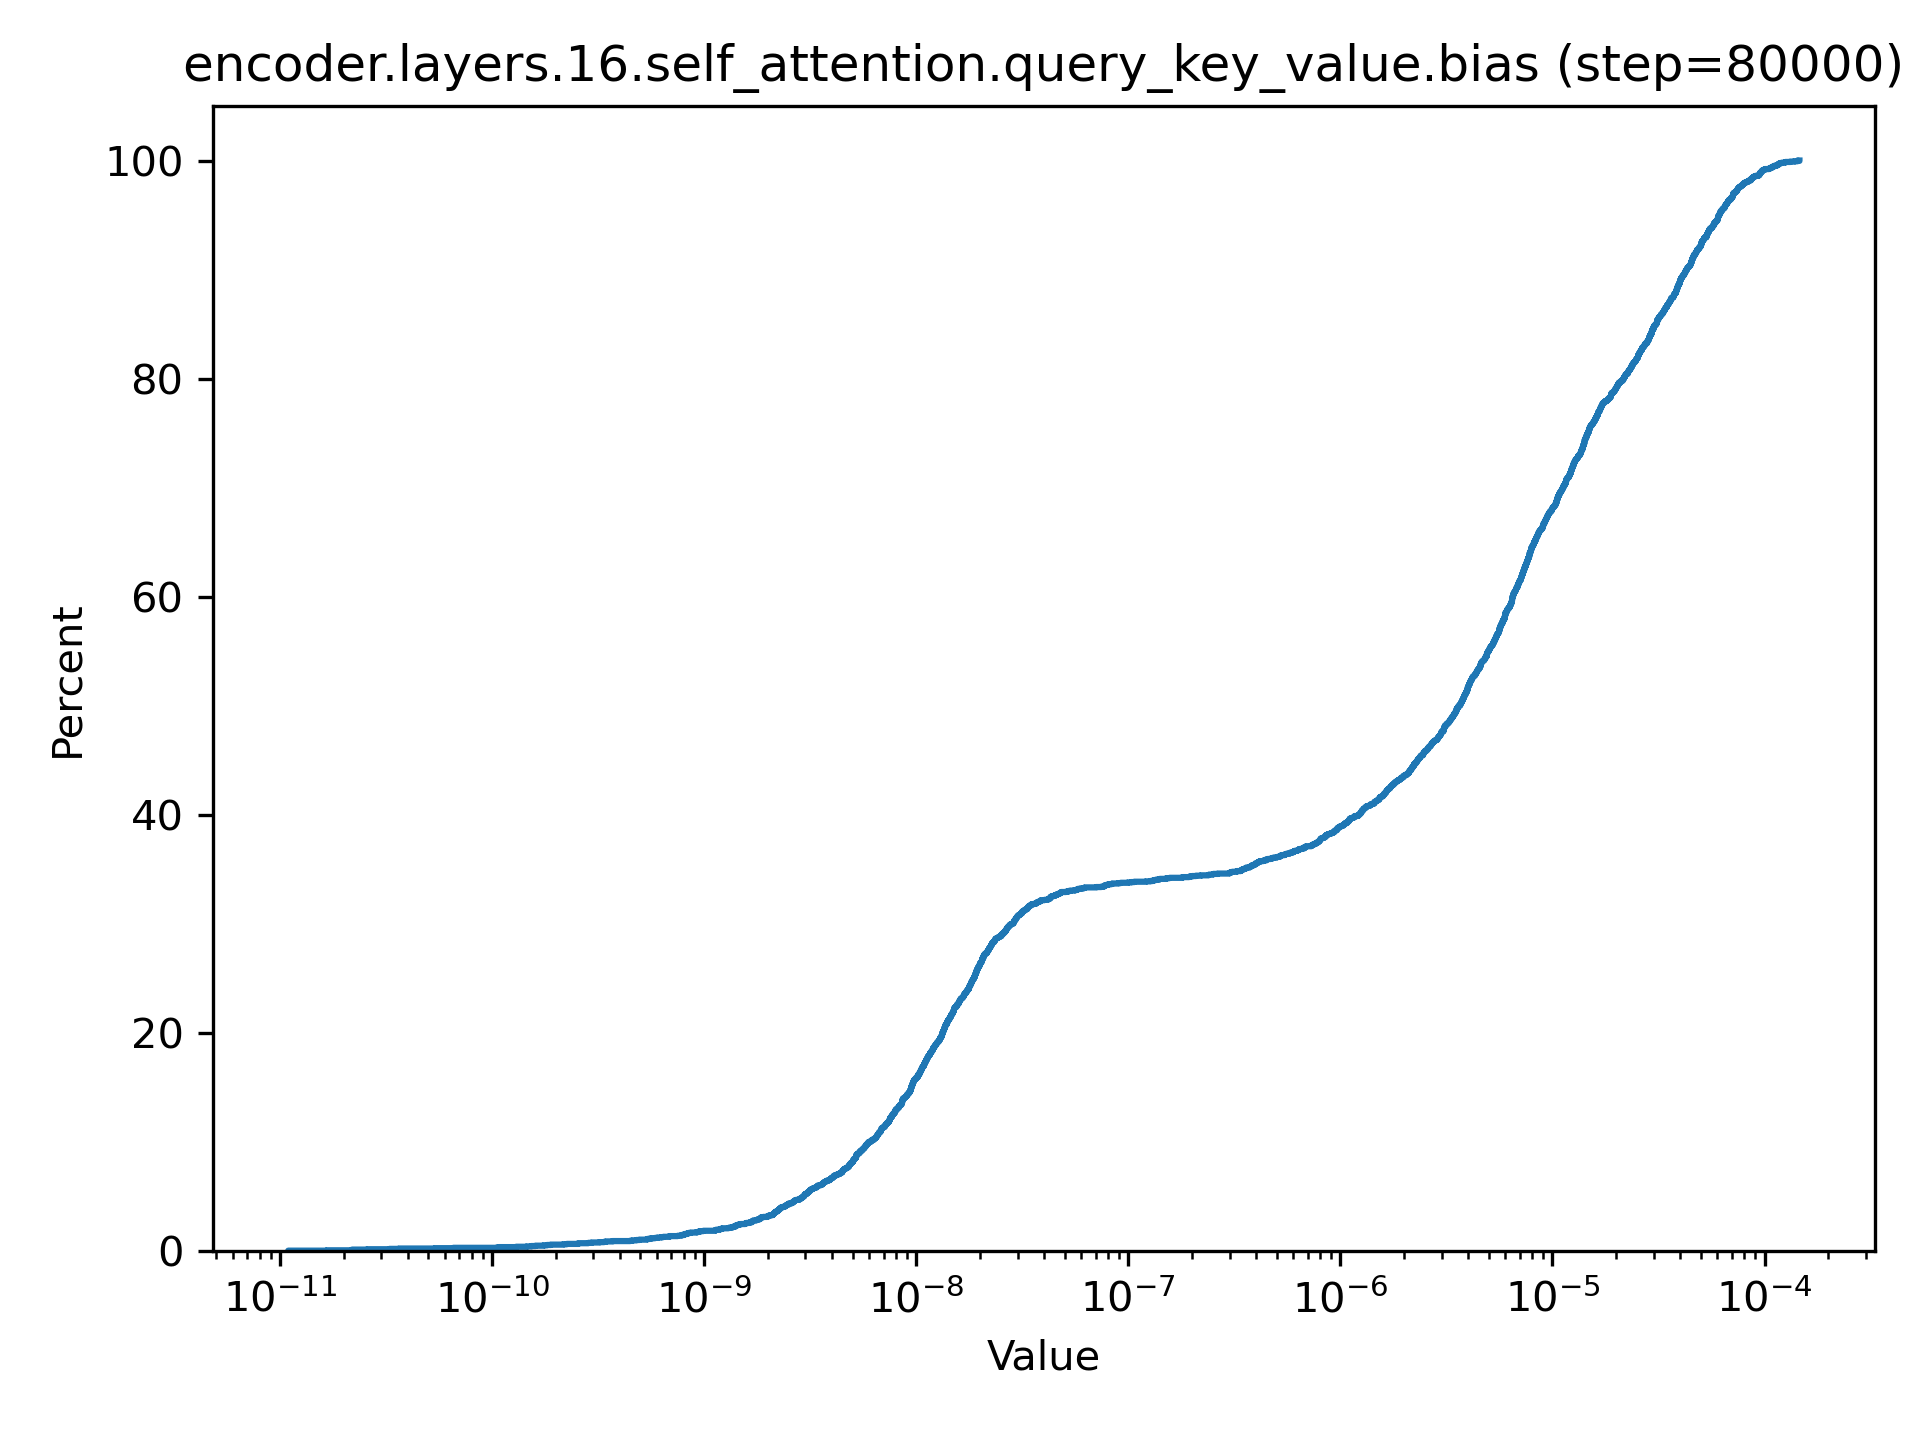 encoder.layers.16.self_attention.query_key_value.bias (step=80000)
Percent
100
80
60
40
20
0
10⁻¹¹ 10⁻¹⁰ 10⁻⁹ 10⁻⁸ 10⁻⁷ 10⁻⁶ 10⁻⁵ 10⁻⁴
Value